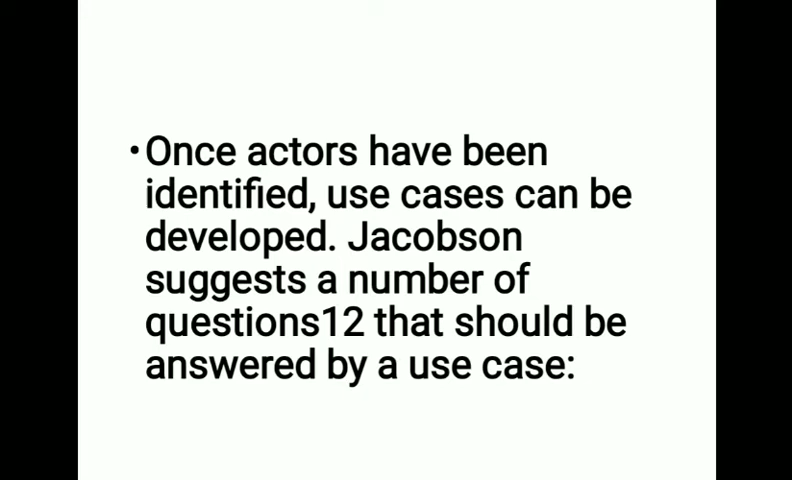 •Once actors have been
identified, use cases can be
developed. Jacobson
suggests a number of
questions12 that should be
answered by a use case: